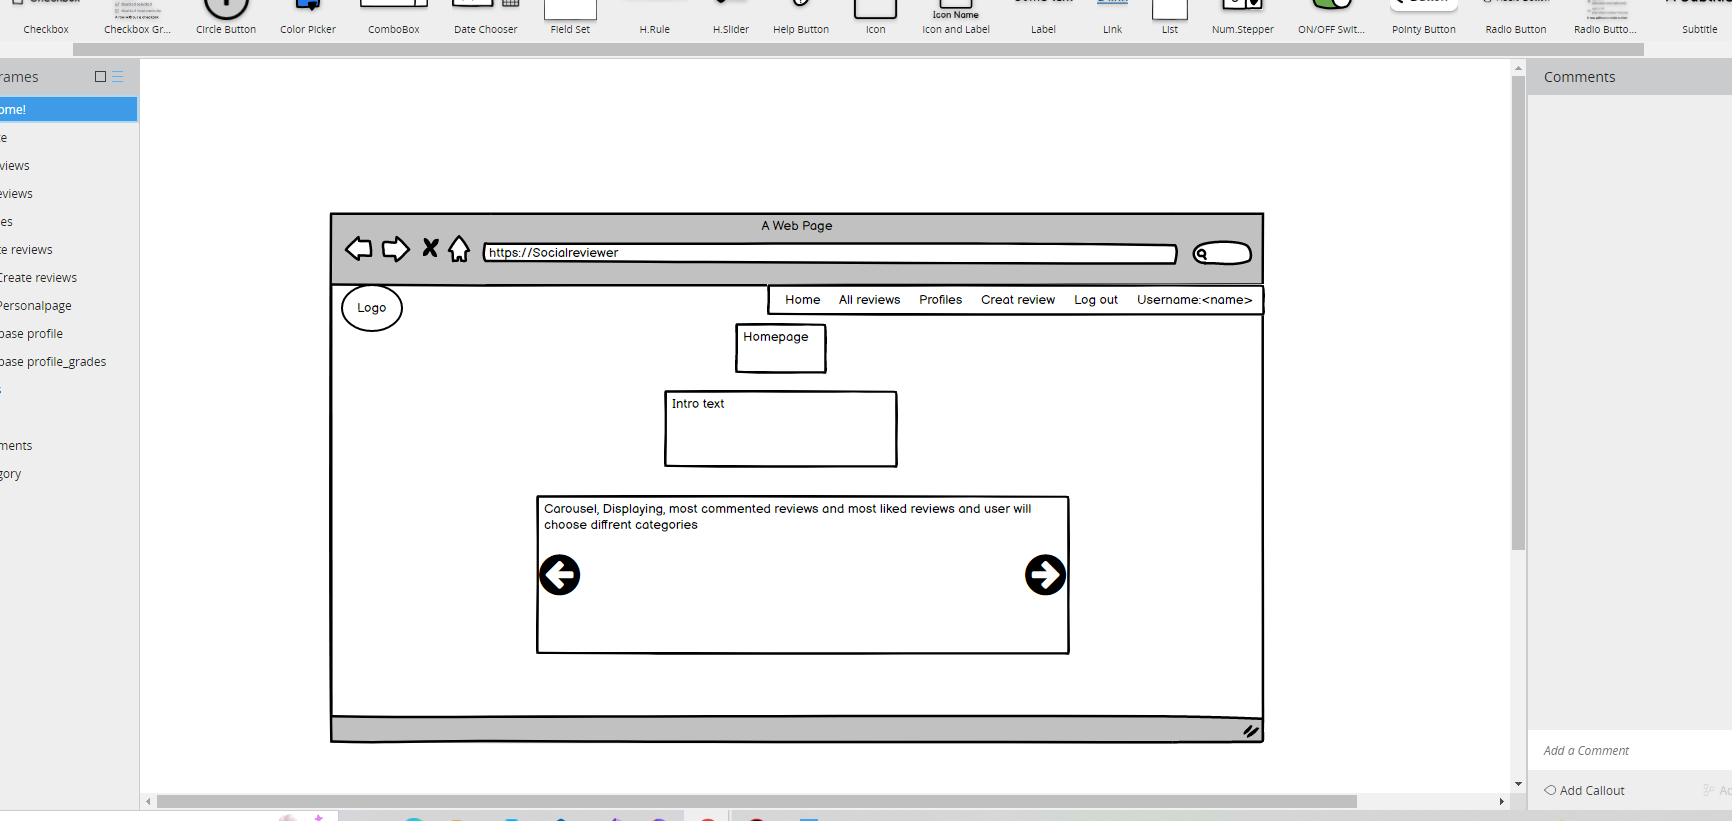 Checkbox
Checkbox Gr...
Circle Button
Color Picker
ComboBox
Date Chooser
Field Set
H.Rule
H.Slider
Help Button
Icon
Icon Name
Icon and Label
Label
Link
List
Num.Stepper
ON/OFF Swit...
Pointy Button
Radio Button
Radio Butto...
Subtitle
rames
ome!
te
views
eviews
es
te reviews
Create reviews
Personalpage
base profile
base profile_grades
s
ments
gory
A Web Page
https://Socialreviewer
Logo
Home All reviews Profiles Creat review Log out Username:<name>
Homepage
Intro text
Carousel, Displaying, most commented reviews and most liked reviews and user will
choose diffrent categories
Comments
Add a Comment
Add Callout